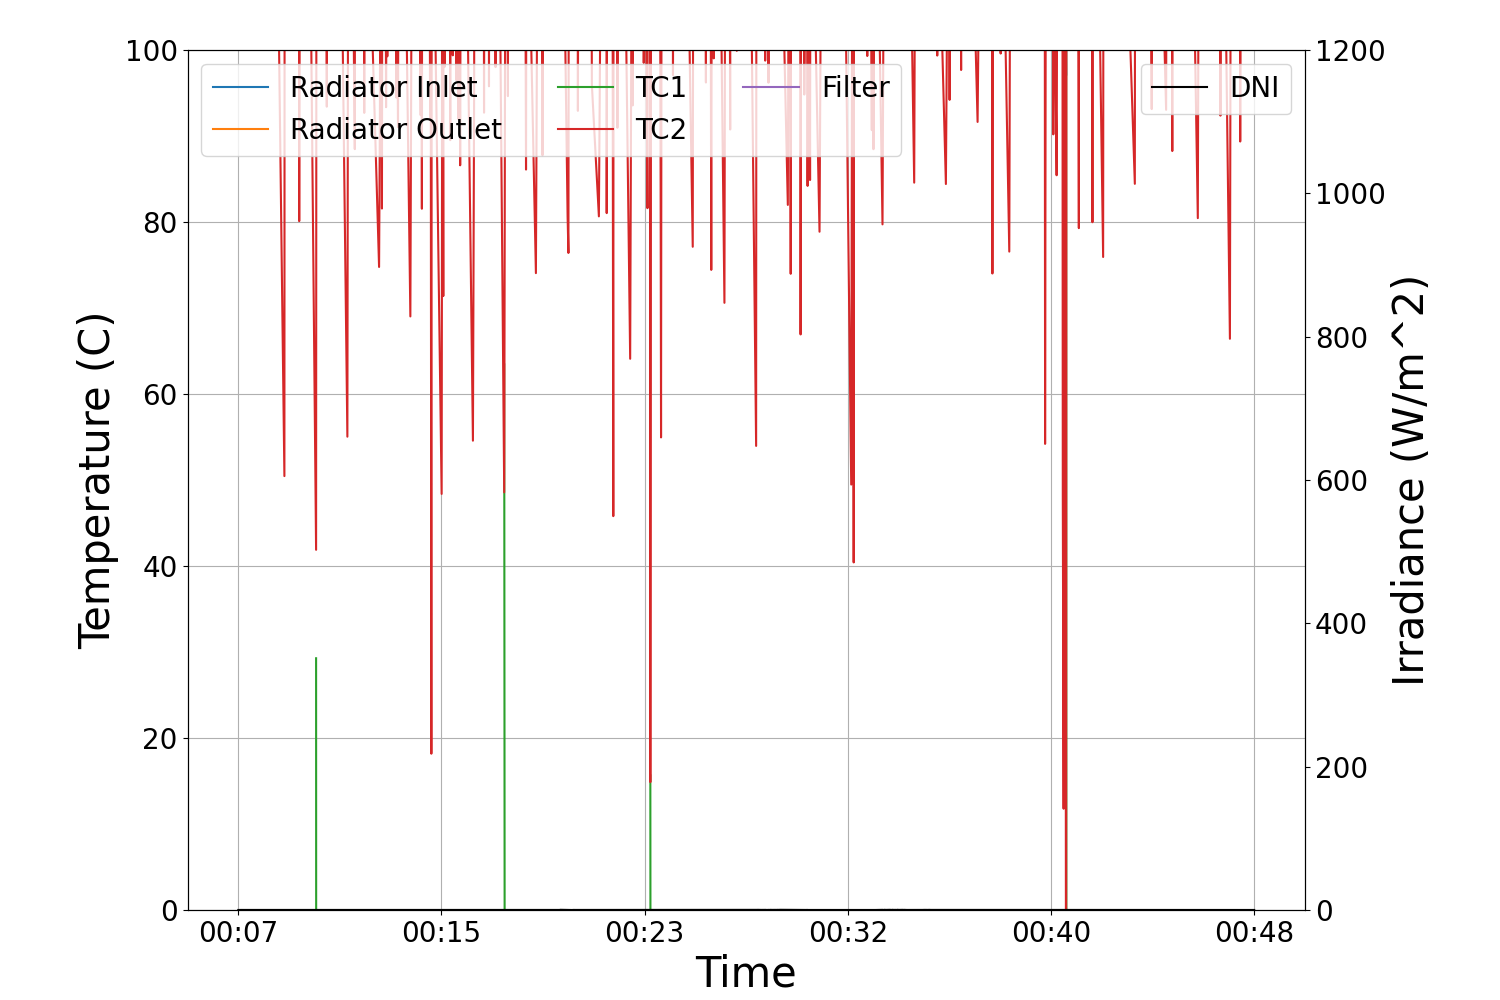 100
80
60
40
20
0
Temperature (C)
Radiator Inlet
Radiator Outlet
TC1
TC2
Filter
DNI
1200
1000
800
600
400
200
0
Irradiance (W/m^2)
00:07
00:15
00:23
00:32
00:40
00:48
Time